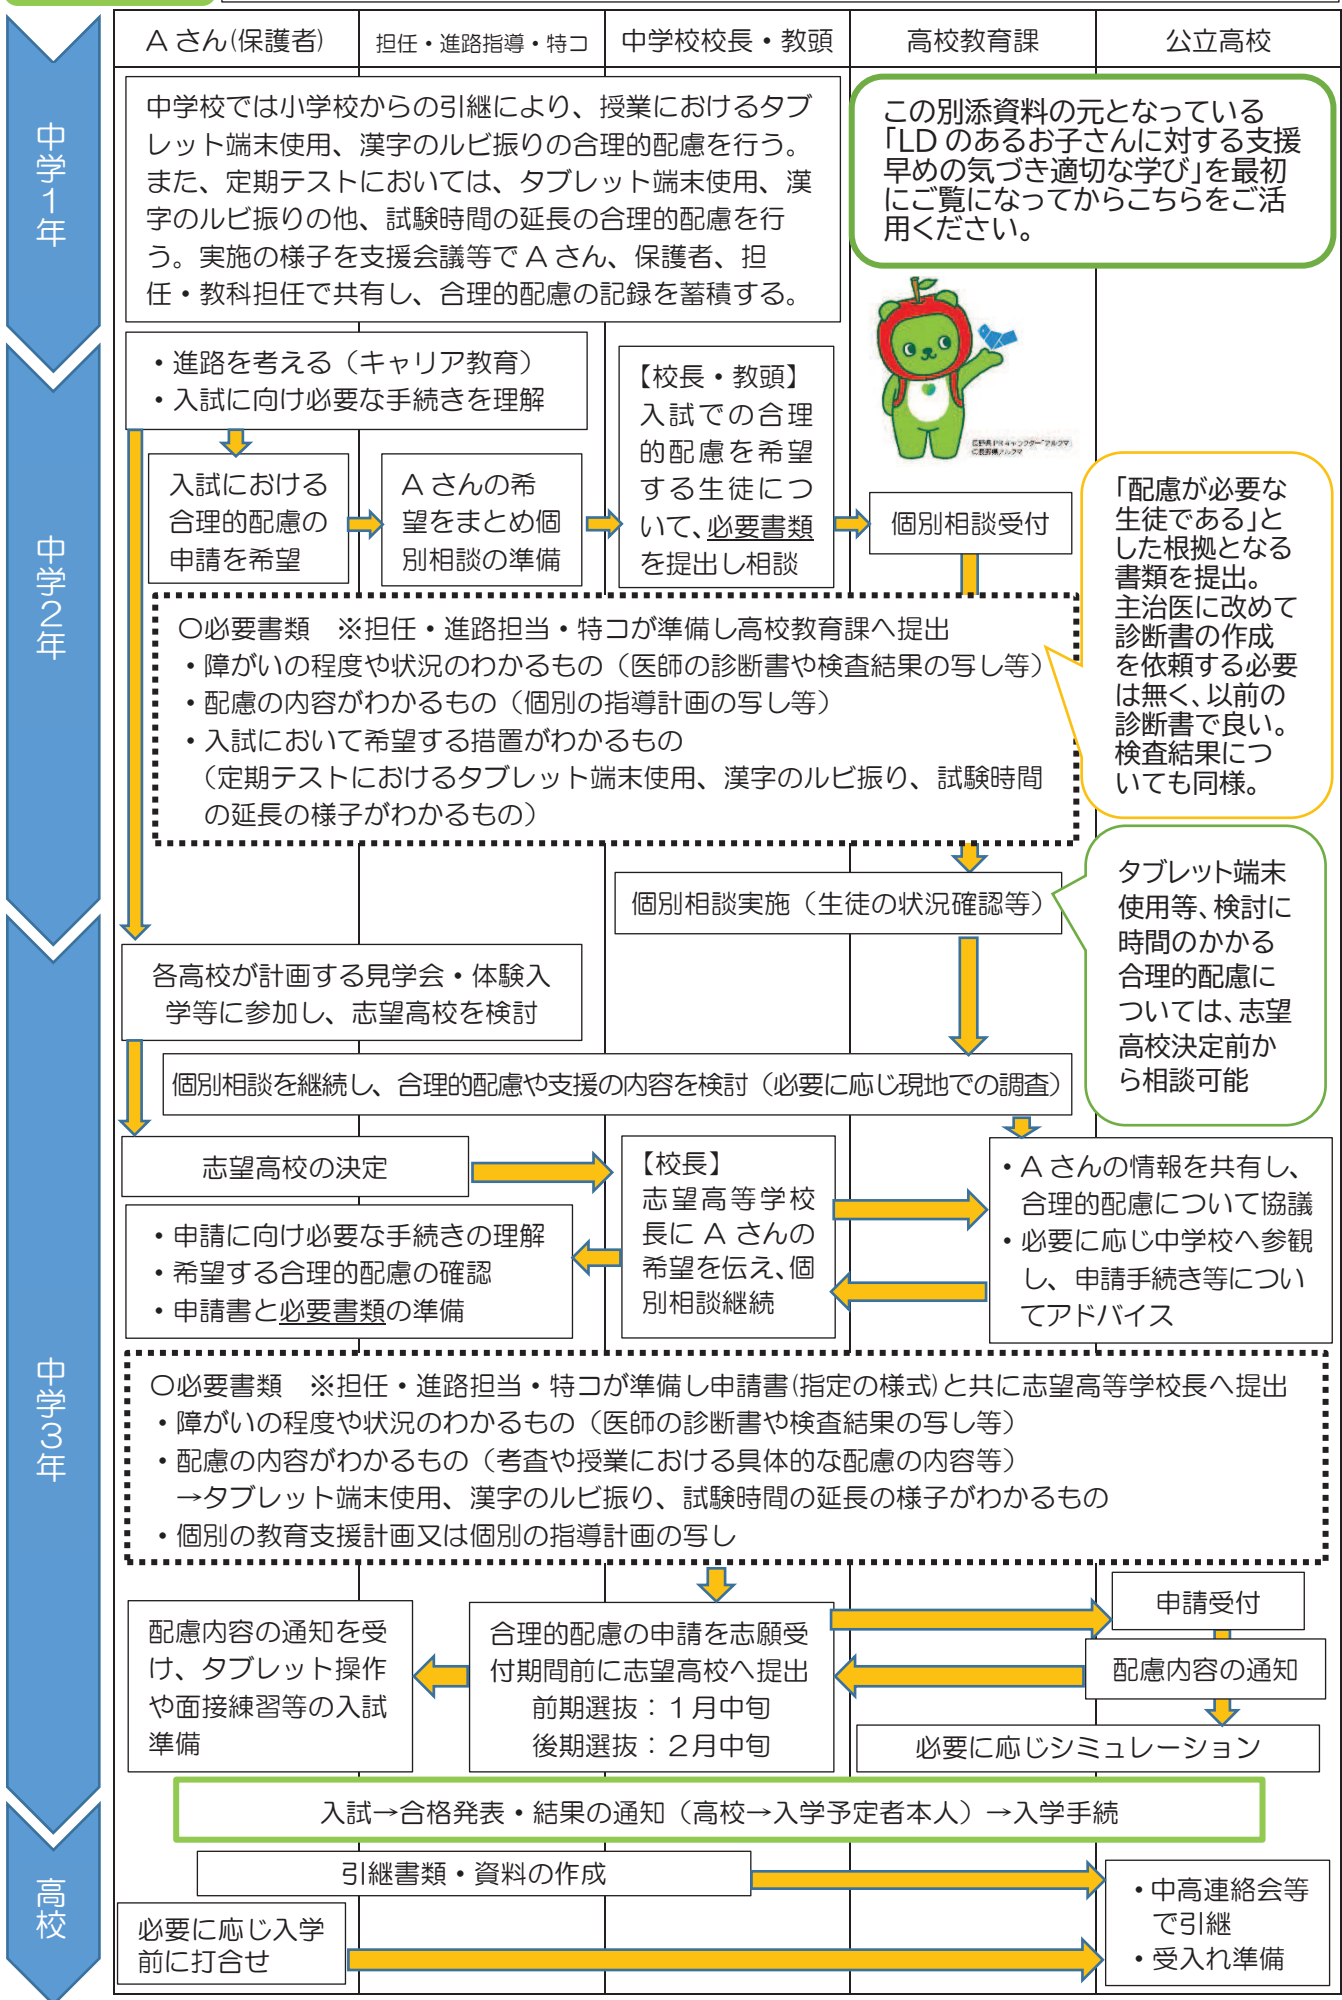 Aさん(保護者)
担任・進路指導・特コ
中学校校長・教頭
高校教育課
公立高校
中学1年
中学校では小学校からの引継により、授業におけるタブ
レット端末使用、漢字のルビ振りの合理的配慮を行う。
また、定期テストにおいては、タブレット端末使用、漢
字のルビ振りの他、試験時間の延長の合理的配慮を行
う。実施の様子を支援会議等でAさん、保護者、担
任・教科担任で共有し、合理的配慮の記録を蓄積する。
この別添資料の元となっている
「LDのあるお子さんに対する支援
早めの気づき適切な学び」を最初
にご覧になってからこちらをご活
用ください。
長野県PRキャラクター「アルクマ」
©長野県アルクマ
中学2年
・進路を考える（キャリア教育）
・入試に向け必要な手続きを理解
入試における
合理的配慮の
申請を希望
Aさんの希
望をまとめ個
別相談の準備
【校長・教頭】
入試での合理
的配慮を希望
する生徒につ
いて、必要書類
を提出し相談
個別相談受付
「配慮が必要な
生徒である」と
した根拠となる
書類を提出。
主治医に改めて
診断書の作成
を依頼する必要
は無く、以前の
診断書で良い。
検査結果につ
いても同様。
〇必要書類　※担任・進路担当・特コが準備し高校教育課へ提出
・障がいの程度や状況のわかるもの（医師の診断書や検査結果の写し等）
・配慮の内容がわかるもの（個別の指導計画の写し等）
・入試において希望する措置がわかるもの
（定期テストにおけるタブレット端末使用、漢字のルビ振り、試験時間
の延長の様子がわかるもの）
個別相談実施（生徒の状況確認等）
タブレット端末
使用等、検討に
時間のかかる
合理的配慮に
ついては、志望
高校決定前か
ら相談可能
中学3年
各高校が計画する見学会・体験入
学等に参加し、志望高校を検討
個別相談を継続し、合理的配慮や支援の内容を検討（必要に応じ現地での調査）
志望高校の決定
【校長】
志望高等学校
長にAさんの
希望を伝え、個
別相談継続
・Aさんの情報を共有し、
合理的配慮について協議
・必要に応じ中学校へ参観
し、申請手続き等につい
てアドバイス
・申請に向け必要な手続きの理解
・希望する合理的配慮の確認
・申請書と必要書類の準備
〇必要書類　※担任・進路担当・特コが準備し申請書(指定の様式)と共に志望高等学校長へ提出
・障がいの程度や状況のわかるもの（医師の診断書や検査結果の写し等）
・配慮の内容がわかるもの（考査や授業における具体的な配慮の内容等）
→タブレット端末使用、漢字のルビ振り、試験時間の延長の様子がわかるもの
・個別の教育支援計画又は個別の指導計画の写し
配慮内容の通知を受
け、タブレット操作
や面接練習等の入試
準備
合理的配慮の申請を志願受
付期間前に志望高校へ提出
前期選抜：1月中旬
後期選抜：2月中旬
申請受付
配慮内容の通知
必要に応じシミュレーション
入試→合格発表・結果の通知（高校→入学予定者本人）→入学手続
高校
引継書類・資料の作成
必要に応じ入学
前に打合せ
・中高連絡会等
で引継
・受入れ準備